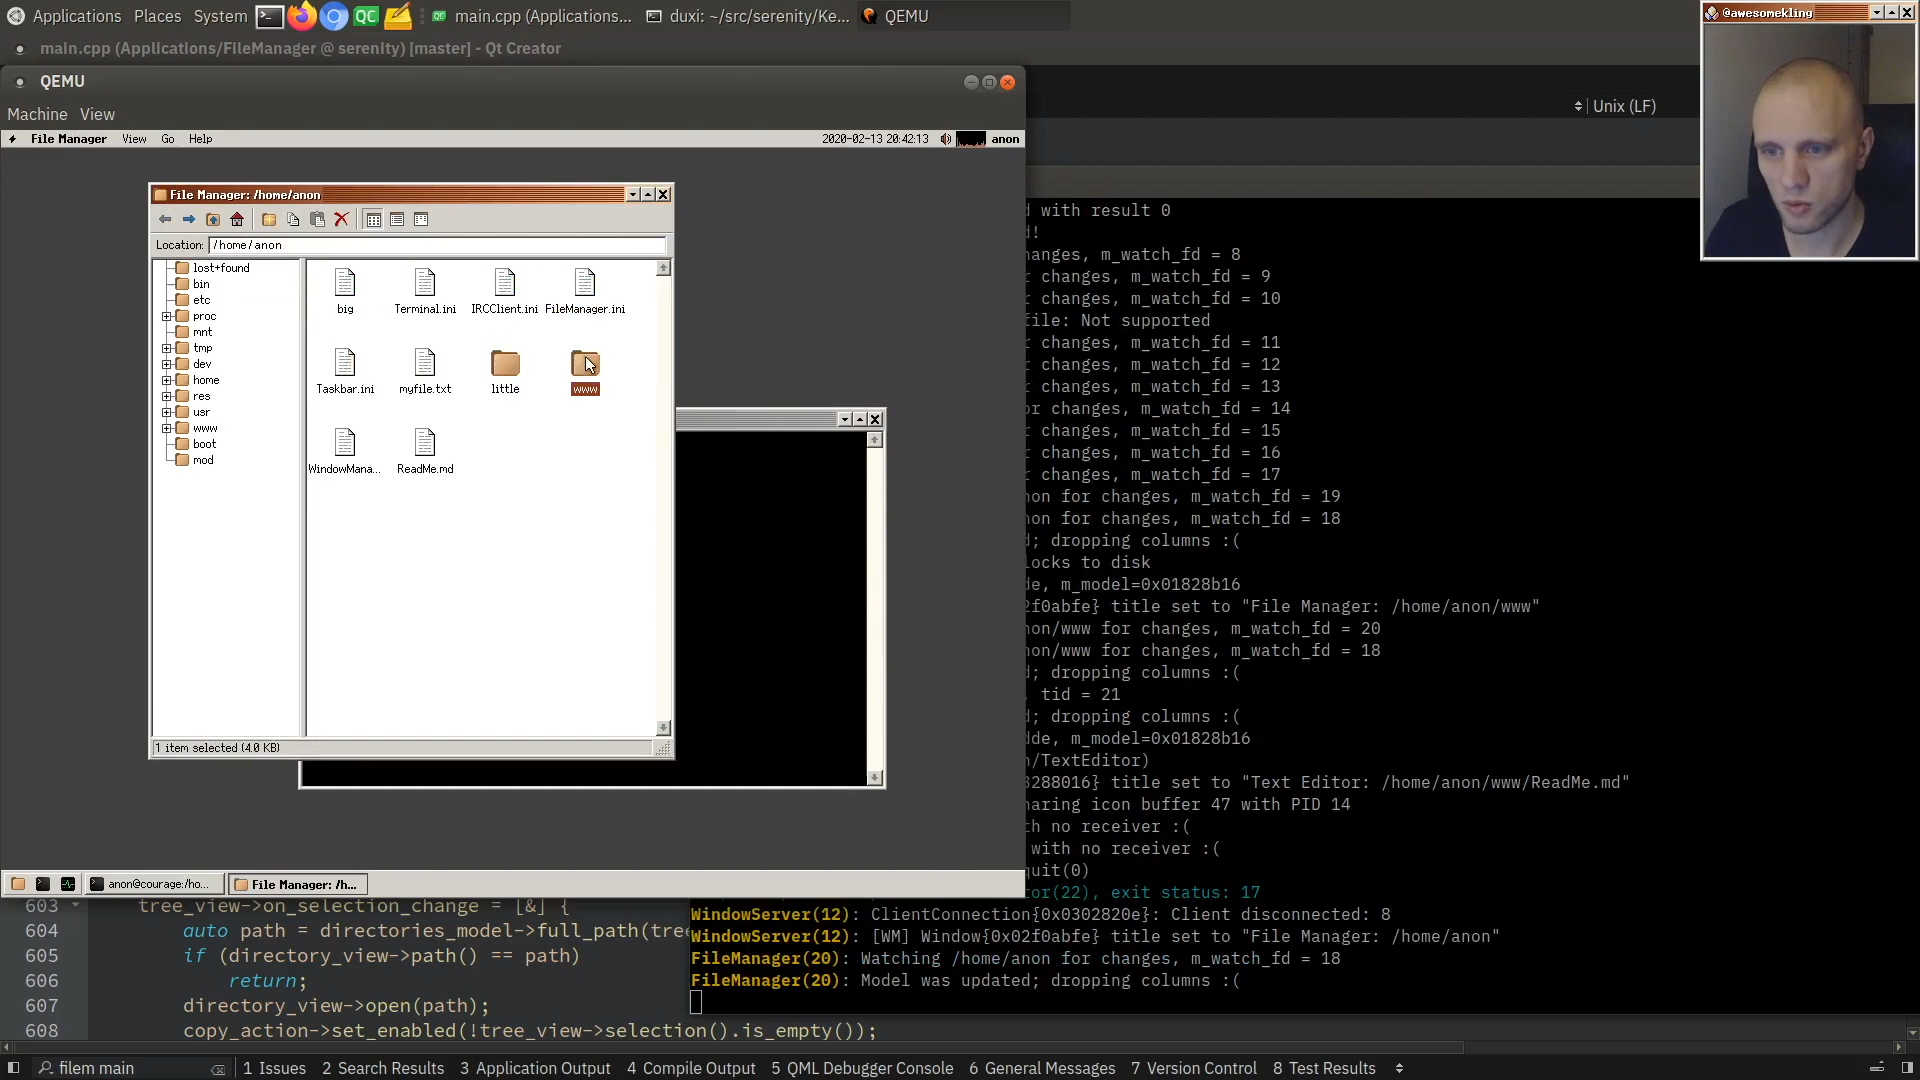 Applications Places System QC QC main.cpp (Applications... duxi: ~/src/serenity/Ke... QEMU
main.cpp (Applications/FileManager @ serenity) [master] - Qt Creator
@awesomekling
QEMU
Machine View
Unix (LF)
File Manager View Go Help 2020-02-13 20:42:13 anon
File Manager: /home/anon
Location: /home/anon
lost+found
bin
etc
proc
mnt
tmp
dev
home
res
usr
www
boot
mod
big Terminal.ini IRCClient.ini FileManager.ini
Taskbar.ini myfile.txt little www
WindowMana... ReadMe.md
1 item selected (4.0 KB)
anon@courage:/ho... File Manager: /h...
d with result 0
d!
hanges, m_watch_fd = 8
r changes, m_watch_fd = 9
r changes, m_watch_fd = 10
file: Not supported
r changes, m_watch_fd = 11
r changes, m_watch_fd = 12
r changes, m_watch_fd = 13
or changes, m_watch_fd = 14
r changes, m_watch_fd = 15
r changes, m_watch_fd = 16
r changes, m_watch_fd = 17
non for changes, m_watch_fd = 19
non for changes, m_watch_fd = 18
d; dropping columns :(
locks to disk
de, m_model=0x01828b16
2f0abfe} title set to "File Manager: /home/anon/www"
non/www for changes, m_watch_fd = 20
non/www for changes, m_watch_fd = 18
d; dropping columns :(
, tid = 21
d; dropping columns :(
dde, m_model=0x01828b16
n/TextEditor)
3288016} title set to "Text Editor: /home/anon/www/ReadMe.md"
haring icon buffer 47 with PID 14
th no receiver :(
with no receiver :(
quit(0)
tor(22), exit status: 17
WindowServer(12): ClientConnection{0x0302820e}: Client disconnected: 8
WindowServer(12): [WM] Window{0x02f0abfe} title set to "File Manager: /home/anon"
FileManager(20): Watching /home/anon for changes, m_watch_fd = 18
FileManager(20): Model was updated; dropping columns :(
603 tree_view->on_selection_change = [&] {
604 auto path = directories_model->full_path(tree
605 if (directory_view->path() == path)
606 return;
607 directory_view->open(path);
608 copy_action->set_enabled(!tree_view->selection().is_empty());
filem main 1 Issues 2 Search Results 3 Application Output 4 Compile Output 5 QML Debugger Console 6 General Messages 7 Version Control 8 Test Results